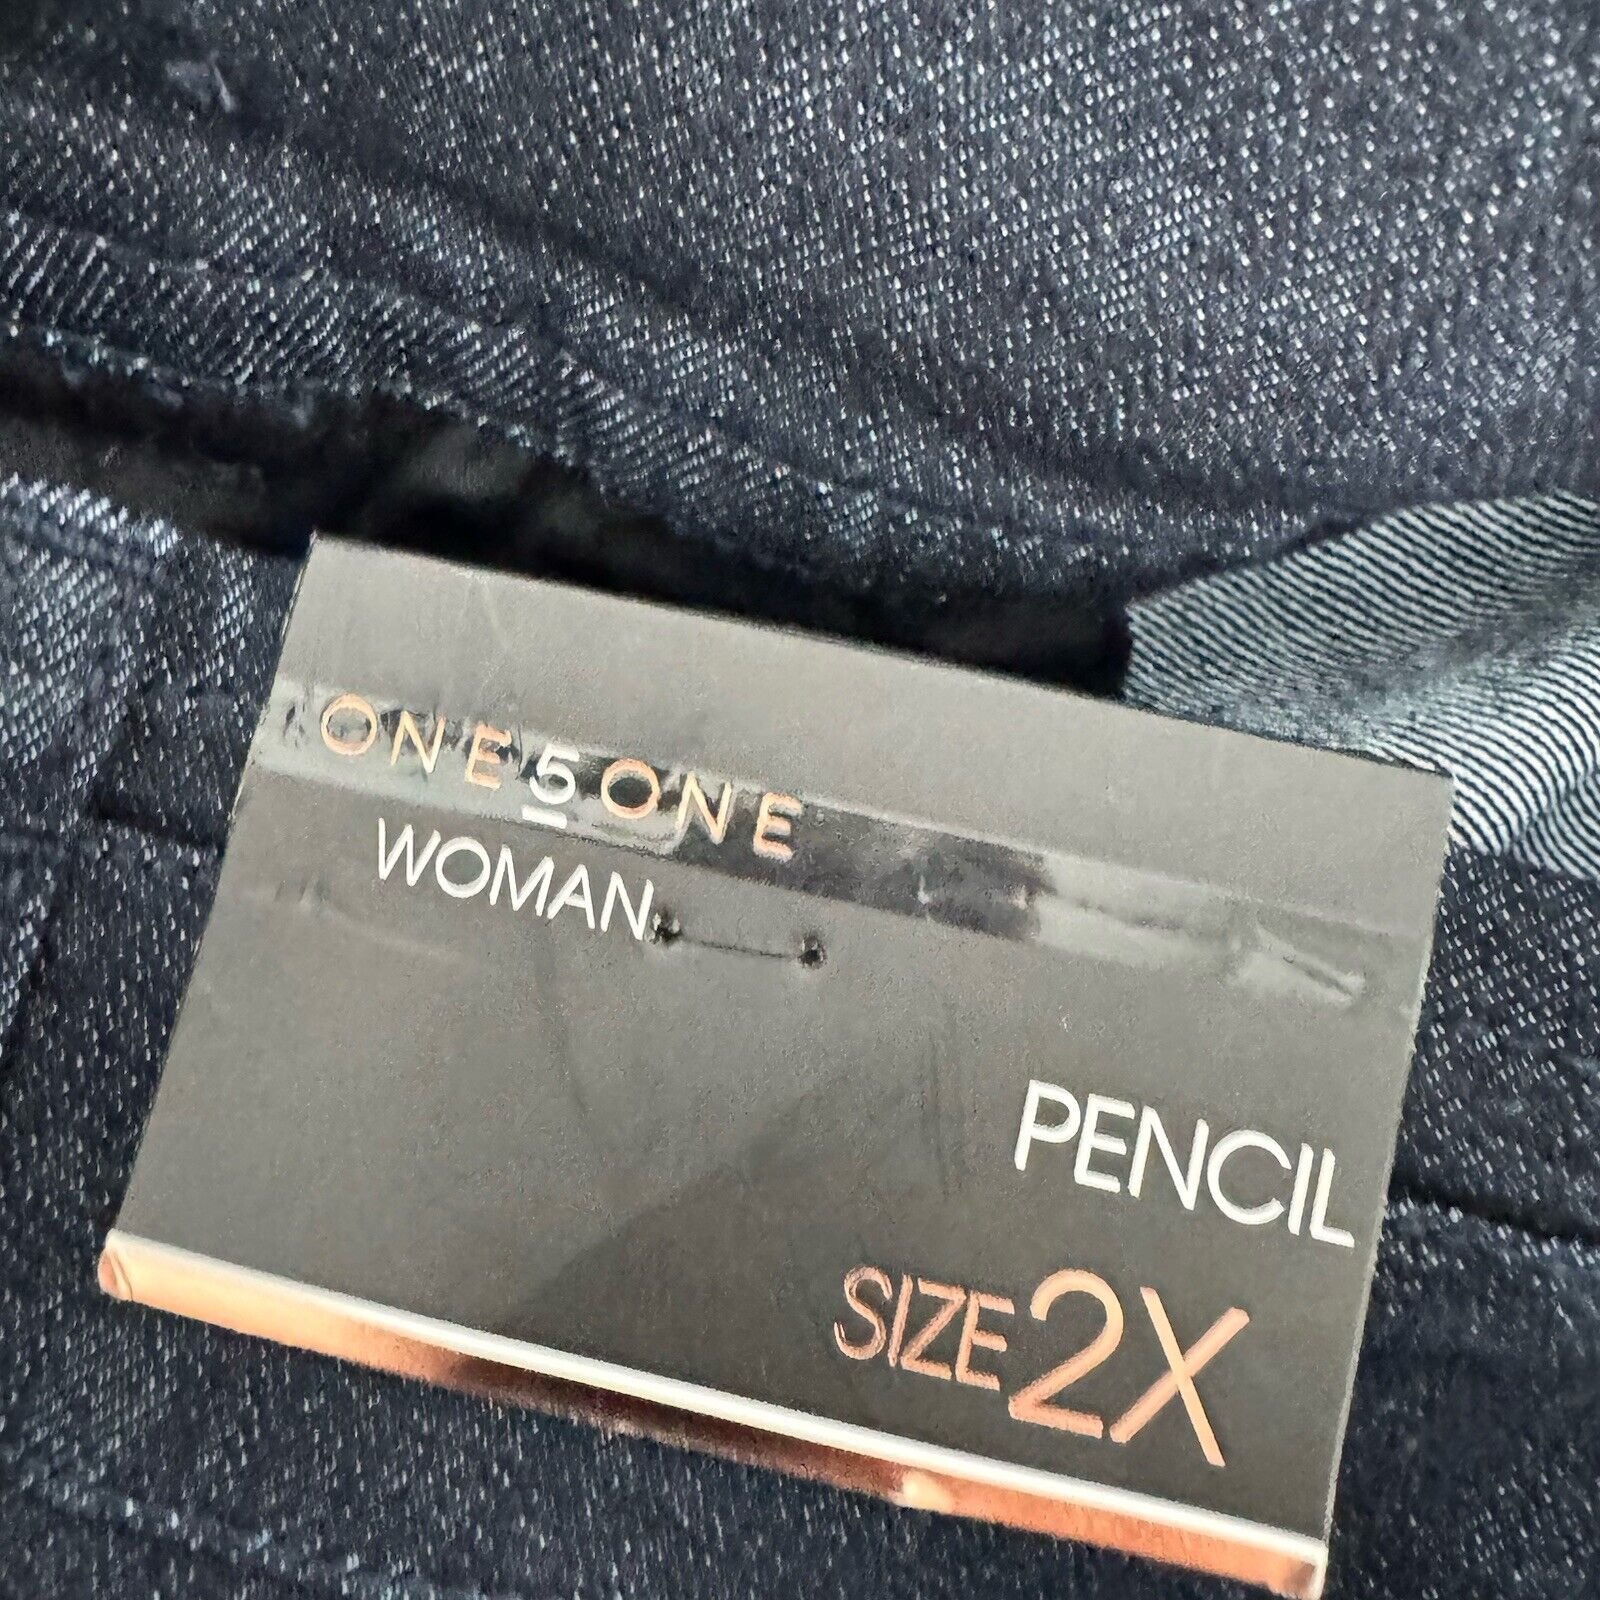 ONE5ONE
WOMAN
PENCIL
SIZE 2X